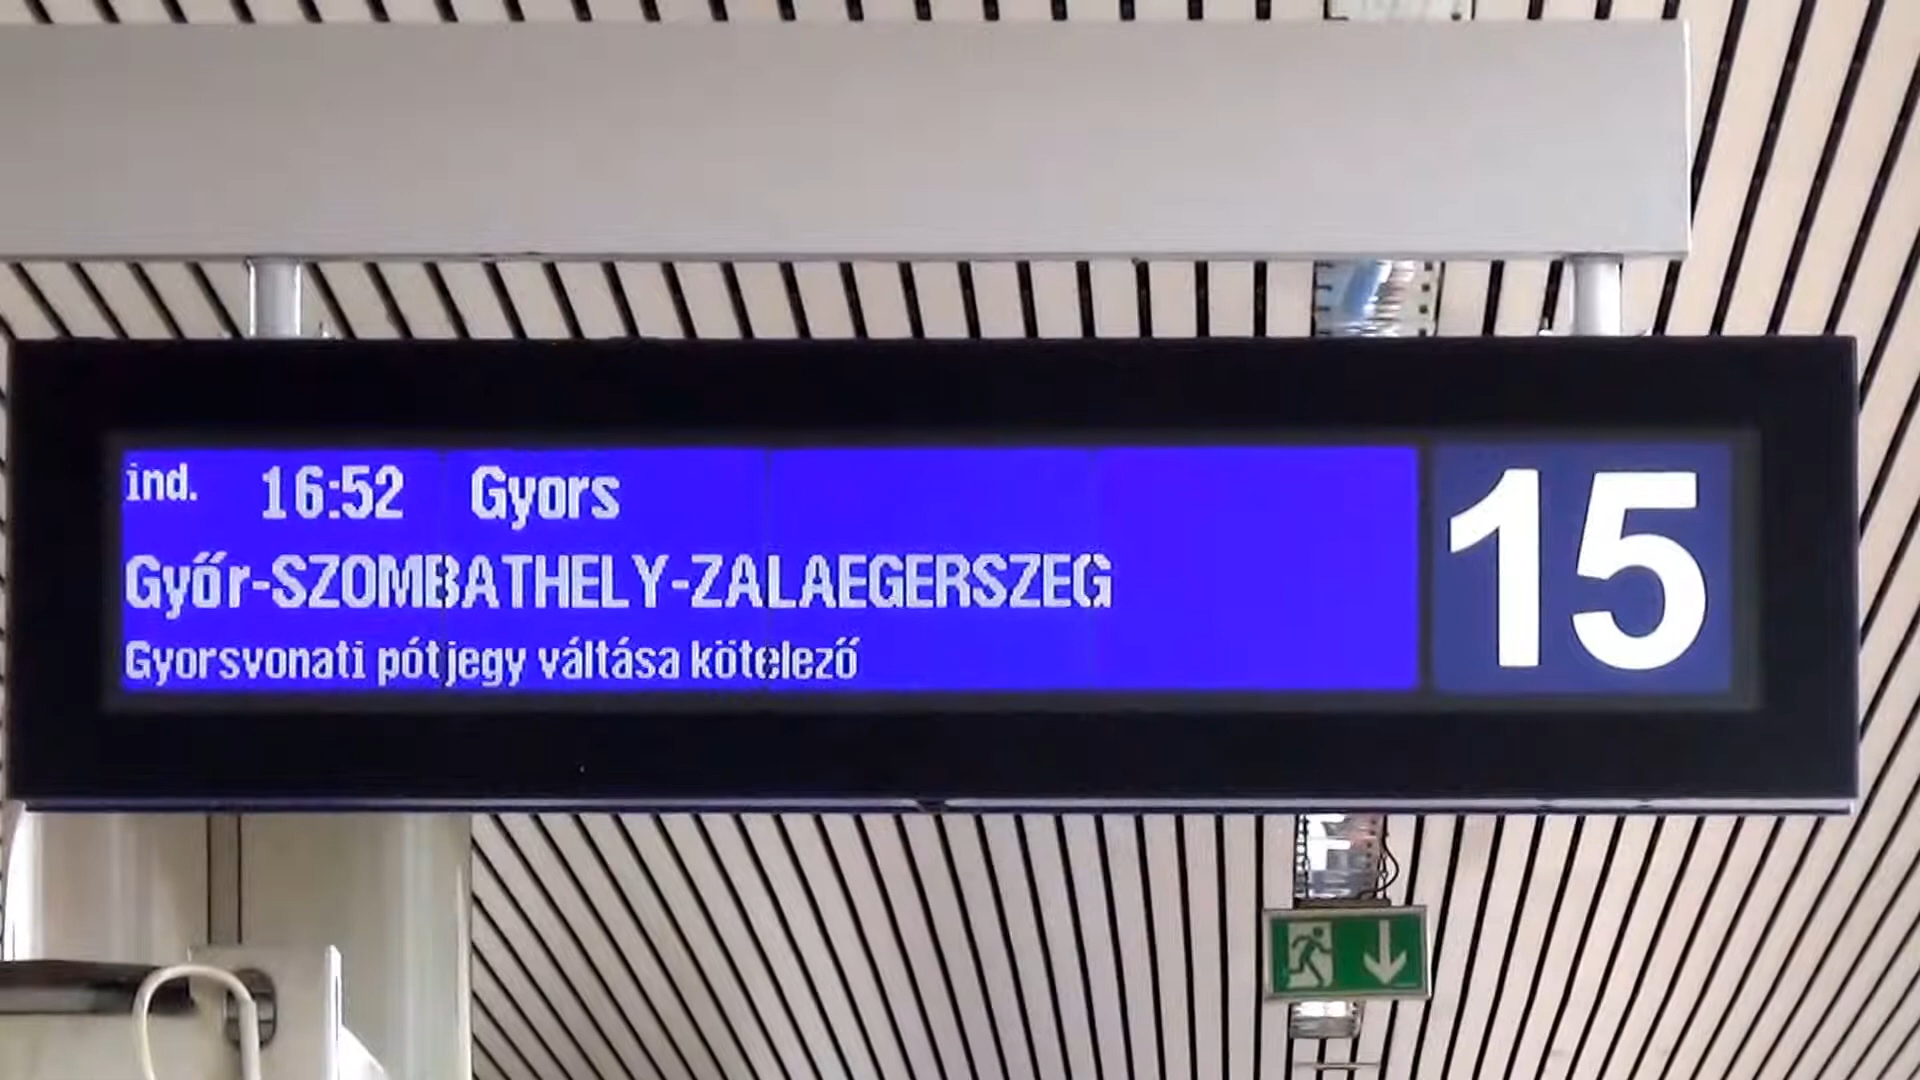 ind. 16:52 Gyors
Győr-SZOMBATHELY-ZALAEGERSZEG
Gyorsvonati pótjegy váltása kötelező
15